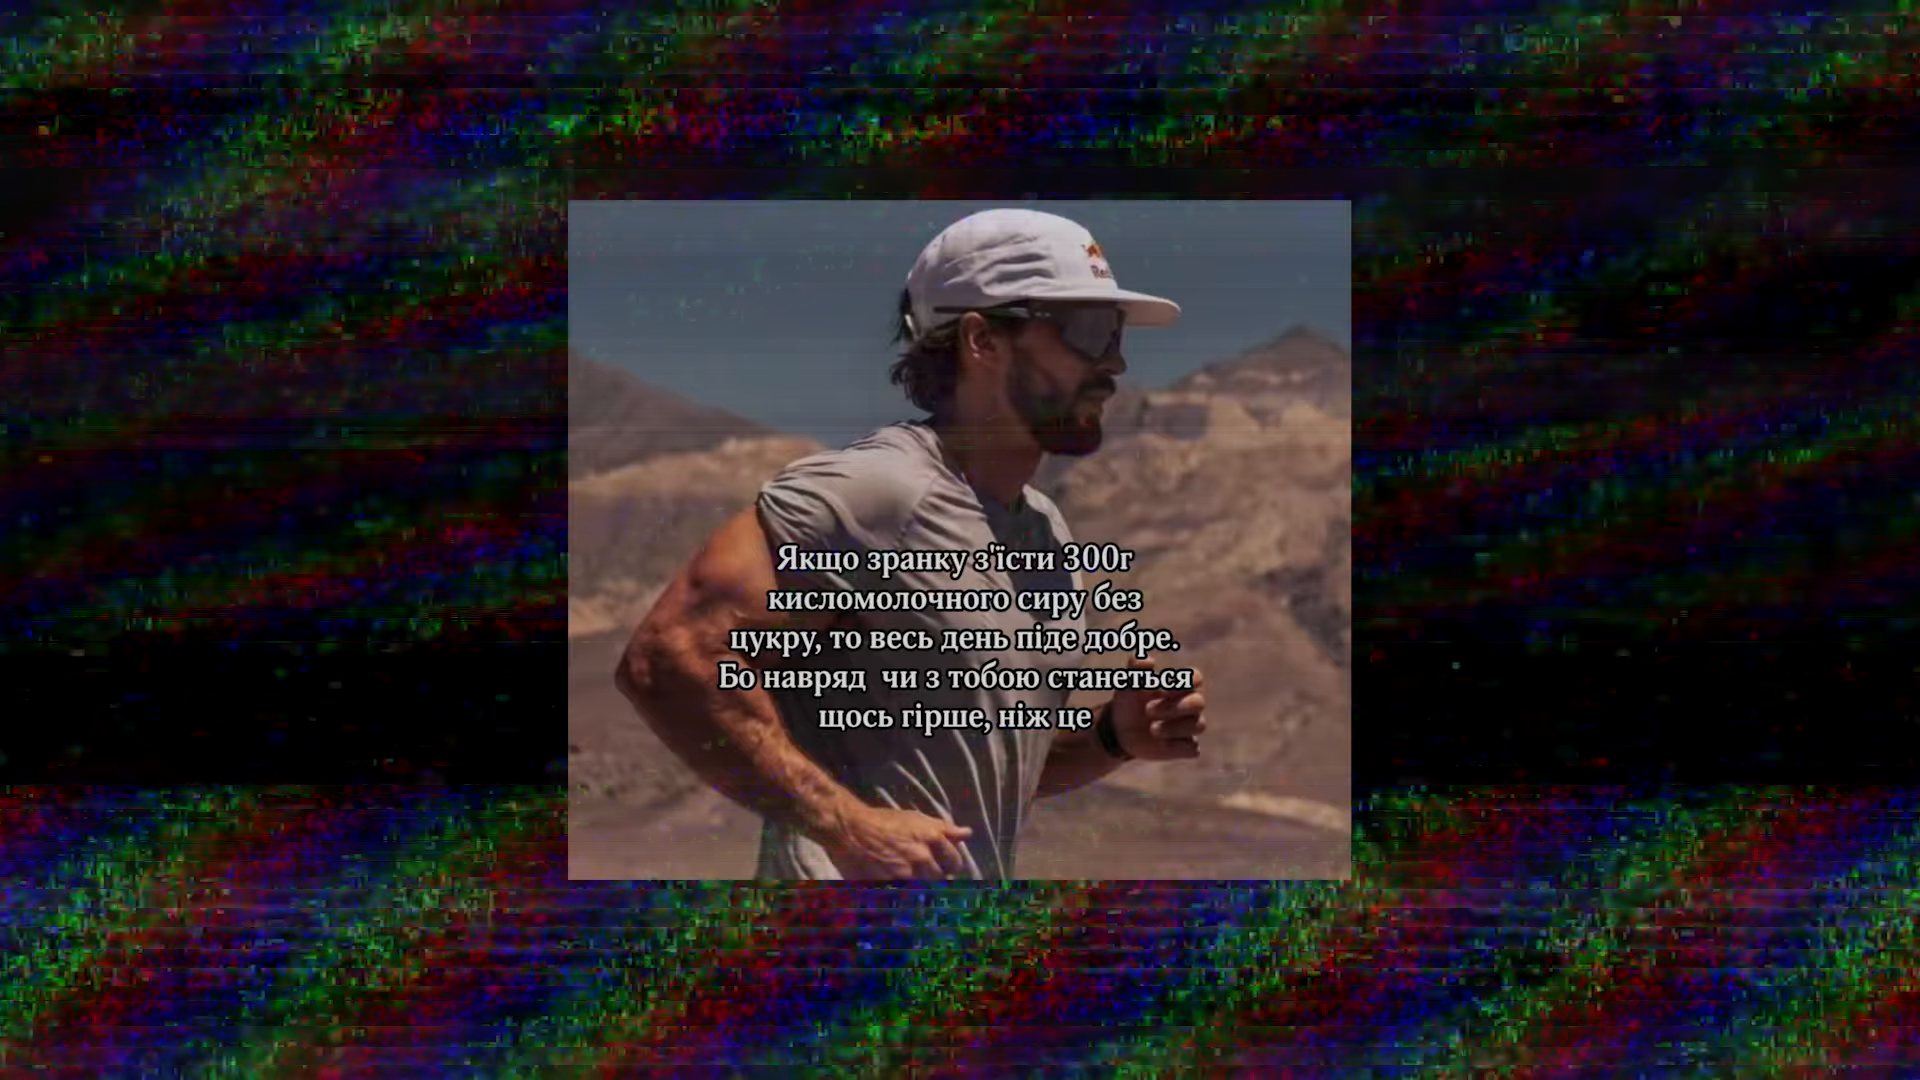 Якщо зранку з'їсти 300г
кисломолочного сиру без
цукру, то весь день піде добре.
Бо навряд  чи з тобою станеться
щось гірше, ніж це